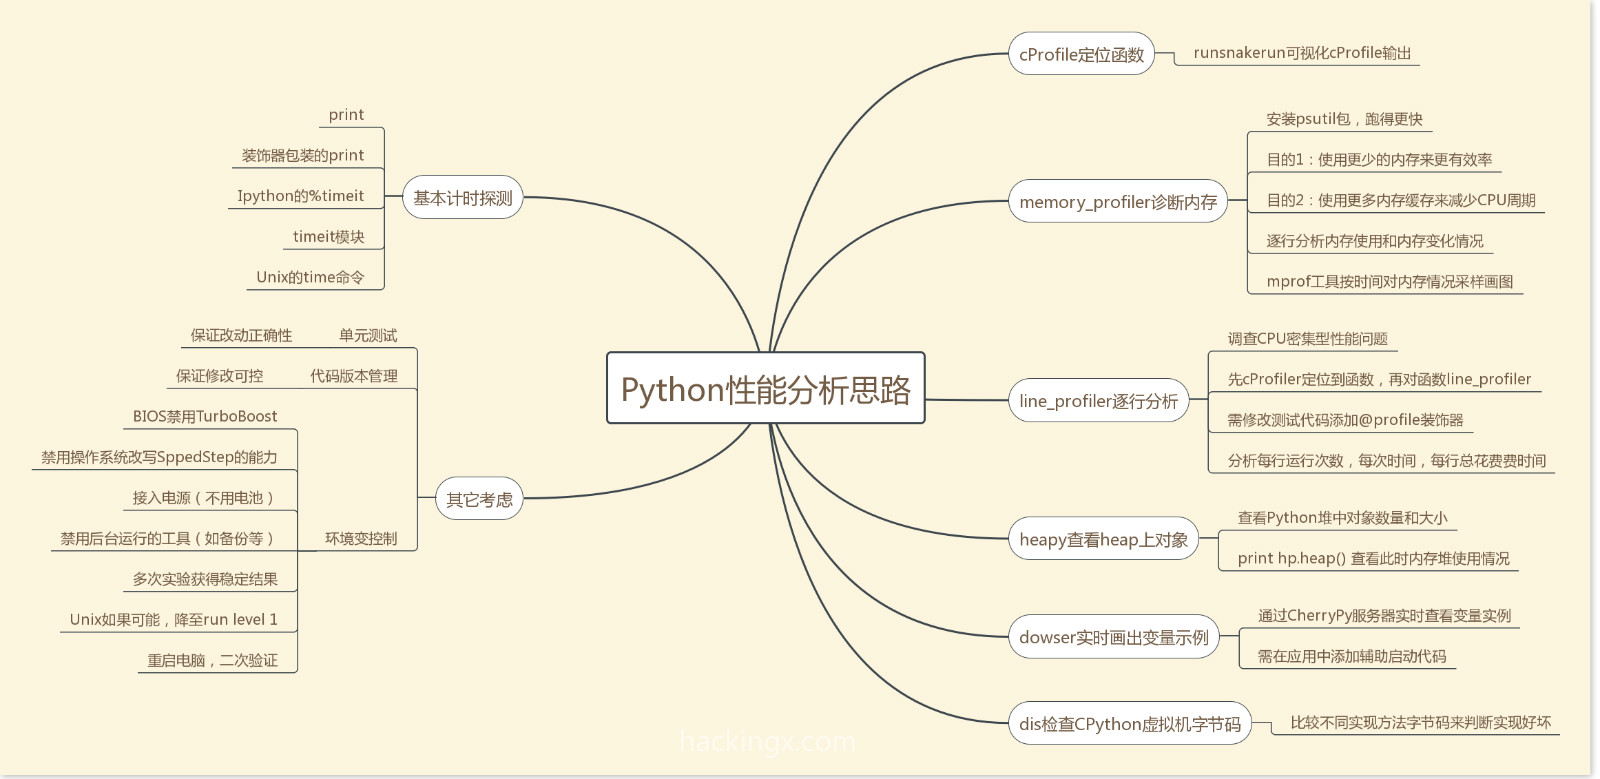 Python性能分析思路
基本计时探测
print
装饰器包装的print
Ipython的%timeit
timeit模块
Unix的time命令
其它考虑
单元测试
保证改动正确性
代码版本管理
保证修改可控
环境变控制
BIOS禁用TurboBoost
禁用操作系统改写SppedStep的能力
接入电源（不用电池）
禁用后台运行的工具（如备份等）
多次实验获得稳定结果
Unix如果可能，降至run level 1
重启电脑，二次验证
cProfile定位函数
runsnakerun可视化cProfile输出
memory_profiler诊断内存
安装psutil包，跑得更快
目的1：使用更少的内存来更有效率
目的2：使用更多内存缓存来减少CPU周期
逐行分析内存使用和内存变化情况
mprof工具按时间对内存情况采样画图
line_profiler逐行分析
调查CPU密集型性能问题
先cProfiler定位到函数，再对函数line_profiler
需修改测试代码添加@profile装饰器
分析每行运行次数，每次时间，每行总花费费时间
heapy查看heap上对象
查看Python堆中对象数量和大小
print hp.heap() 查看此时内存堆使用情况
dowser实时画出变量示例
通过CherryPy服务器实时查看变量实例
需在应用中添加辅助启动代码
dis检查CPython虚拟机字节码
比较不同实现方法字节码来判断实现好坏
hackingx.com